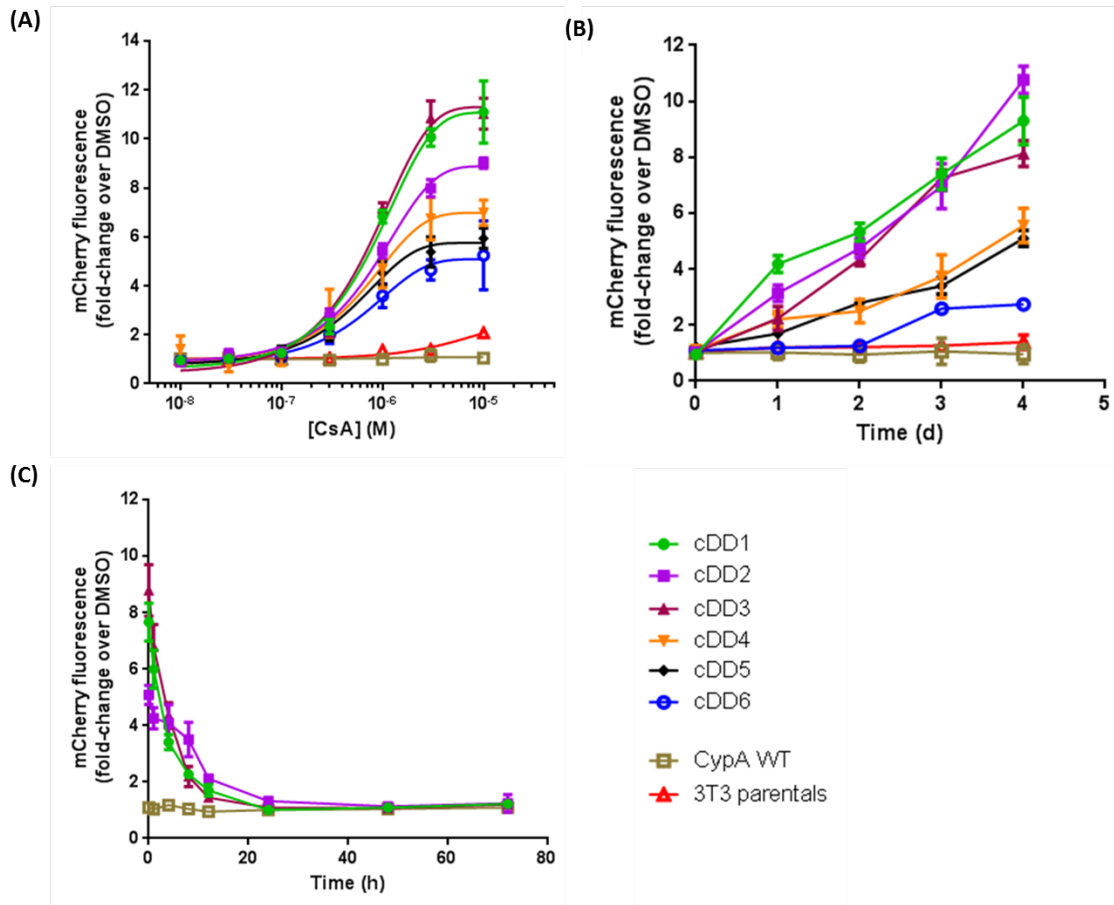 (A)
mCherry fluorescence
(fold-change over DMSO)
14
12
10
8
6
4
2
0
10-8
10-7
10-6
10-5
[CsA] (M)
(B)
mCherry fluorescence
(fold-change over DMSO)
12
10
8
6
4
2
0
0
1
2
3
4
5
Time (d)
(C)
mCherry fluorescence
(fold-change over DMSO)
12
10
8
6
4
2
0
0
20
40
60
80
Time (h)
cDD1
cDD2
cDD3
cDD4
cDD5
cDD6
CypA WT
3T3 parentals